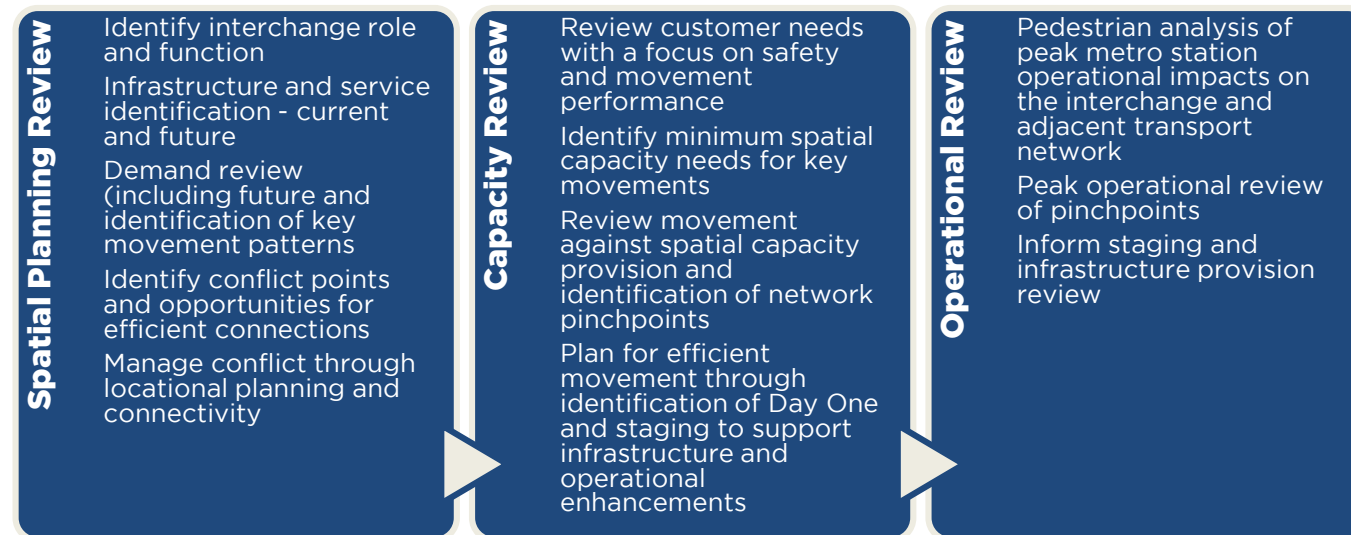 Spatial Planning Review
Identify interchange role
and function
Infrastructure and service
identification - current
and future
Demand review
(including future and
identification of key
movement patterns
Identify conflict points
and opportunities for
efficient connections
Manage conflict through
locational planning and
connectivity
Capacity Review
Review customer needs
with a focus on safety
and movement
performance
Identify minimum spatial
capacity needs for key
movements
Review movement
against spatial capacity
provision and
identification of network
pinchpoints
Plan for efficient
movement through
identification of Day One
and staging to support
infrastructure and
operational
enhancements
Operational Review
Pedestrian analysis of
peak metro station
operational impacts on
the interchange and
adjacent transport
network
Peak operational review
of pinchpoints
Inform staging and
infrastructure provision
review